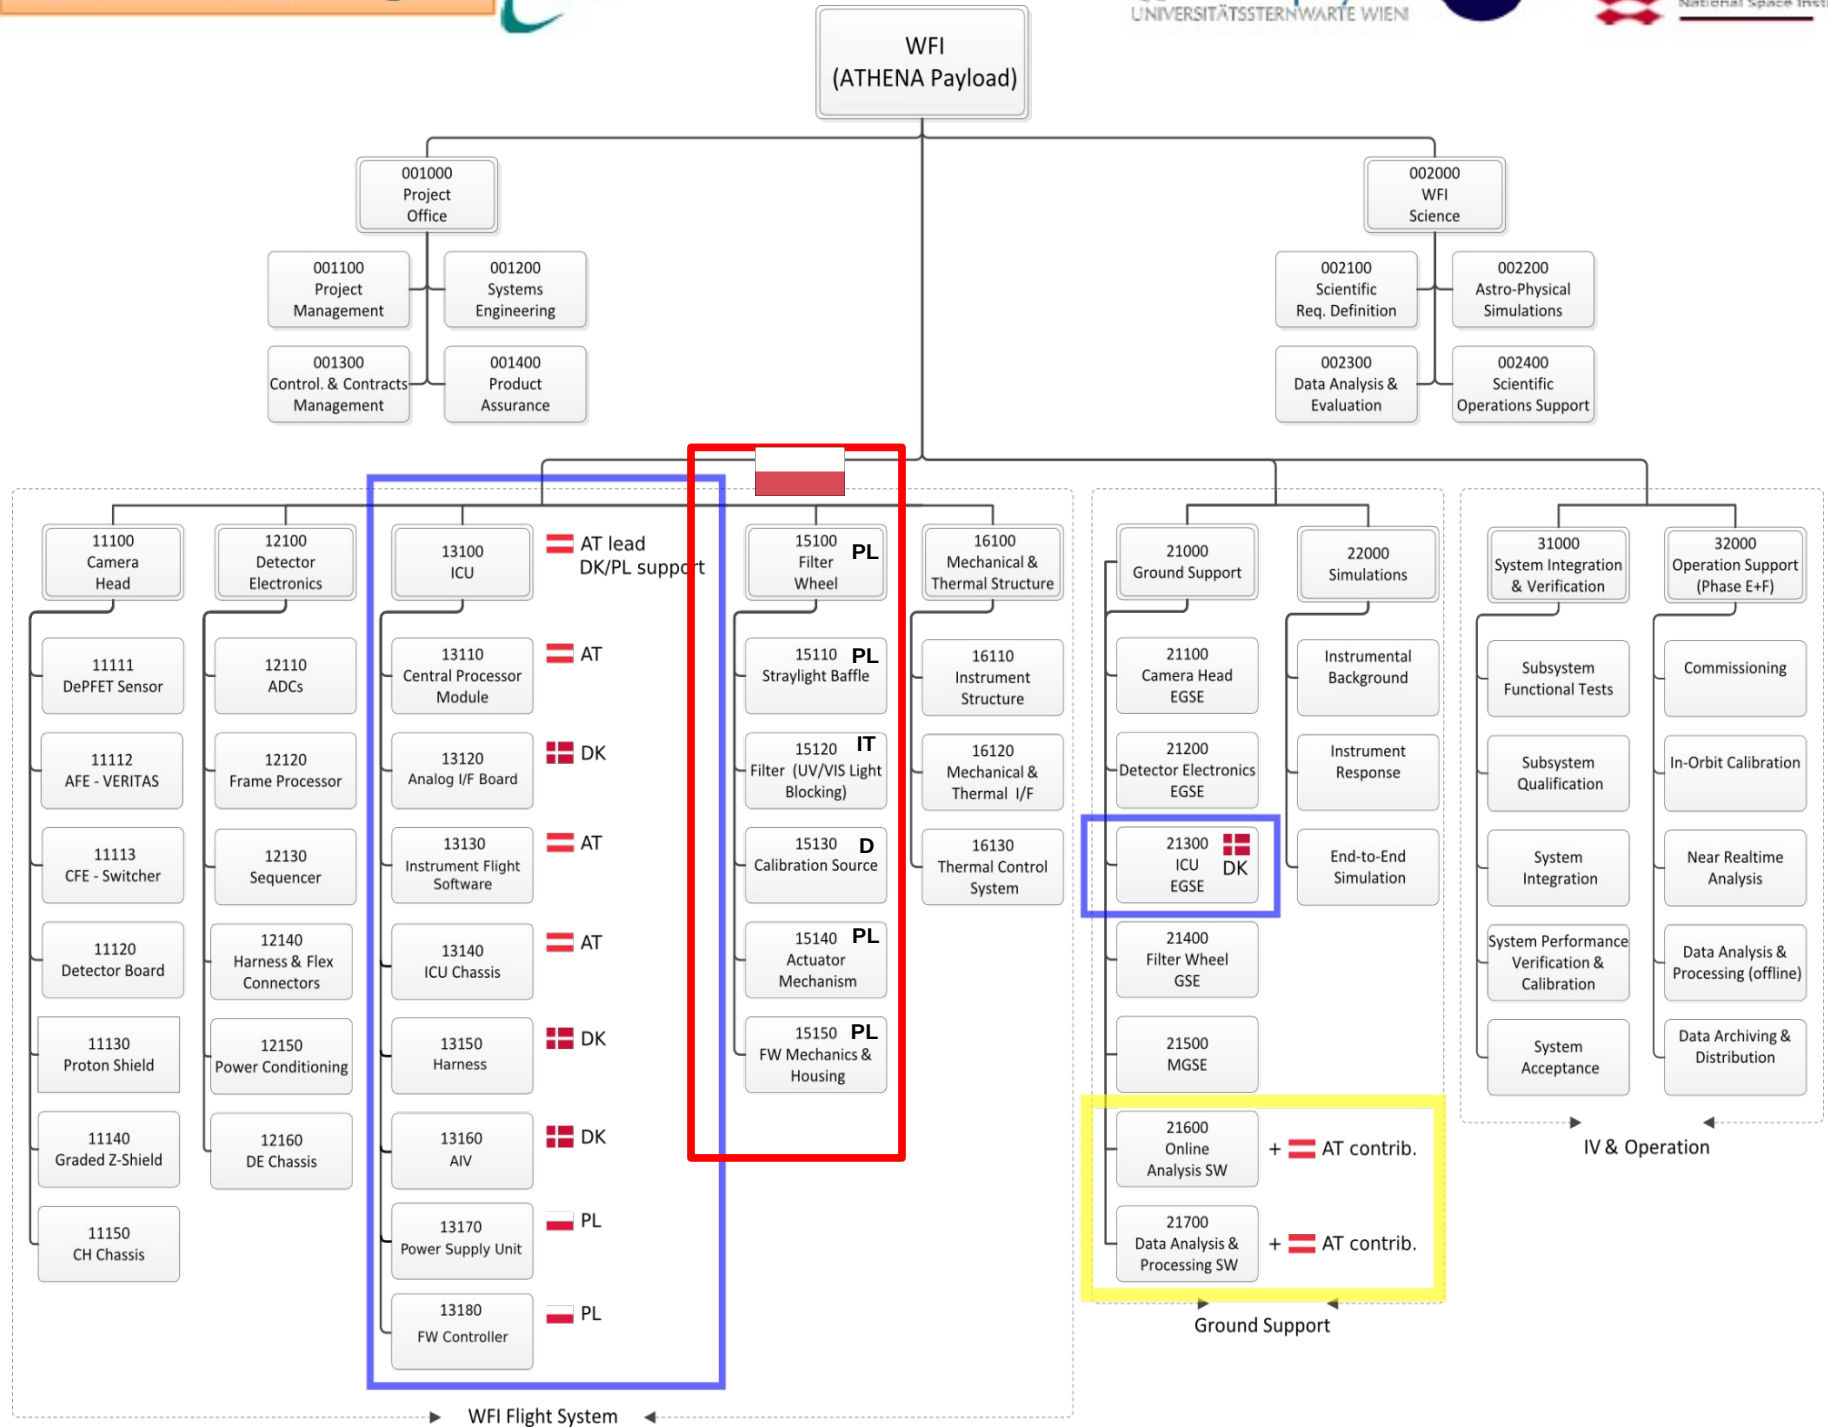 UNIVERSITÄTSSTERNWARTE WIEN
WFI
(ATHENA Payload)
001000
Project
Office
002000
WFI
Science
001100
Project
Management
001200
Systems
Engineering
002100
Scientific
Req. Definition
002200
Astro-Physical
Simulations
001300
Control. & Contracts
Management
001400
Product
Assurance
002300
Data Analysis &
Evaluation
002400
Scientific
Operations Support
11100
Camera
Head
11111
DePFET Sensor
11112
AFE - VERITAS
11113
CFE - Switcher
11120
Detector Board
11130
Proton Shield
11140
Graded Z-Shield
11150
CH Chassis
12100
Detector
Electronics
12110
ADCs
12120
Frame Processor
12130
Sequencer
12140
Harness & Flex
Connectors
12150
Power Conditioning
12160
DE Chassis
13100
ICU
AT lead
DK/PL support
13110
Central Processor
Module
AT
13120
Analog I/F Board
DK
13130
Instrument Flight
Software
AT
13140
ICU Chassis
AT
13150
Harness
DK
13160
AIV
DK
13170
Power Supply Unit
PL
13180
FW Controller
PL
15100
Filter
Wheel
PL
15110
Straylight Baffle
PL
15120
Filter (UV/VIS Light
Blocking)
IT
15130
Calibration Source
D
15140
Actuator
Mechanism
PL
15150
FW Mechanics &
Housing
PL
16100
Mechanical &
Thermal Structure
16110
Instrument
Structure
16120
Mechanical &
Thermal I/F
16130
Thermal Control
System
WFI Flight System
21000
Ground Support
21100
Camera Head
EGSE
21200
Detector Electronics
EGSE
21300
ICU
EGSE
DK
21400
Filter Wheel
GSE
21500
MGSE
21600
Online
Analysis SW
+ AT contrib.
21700
Data Analysis &
Processing SW
+ AT contrib.
22000
Simulations
Instrumental
Background
Instrument
Response
End-to-End
Simulation
Ground Support
31000
System Integration
& Verification
Subsystem
Functional Tests
Subsystem
Qualification
System
Integration
System Performance
Verification &
Calibration
System
Acceptance
32000
Operation Support
(Phase E+F)
Commissioning
In-Orbit Calibration
Near Realtime
Analysis
Data Analysis &
Processing (offline)
Data Archiving &
Distribution
IV & Operation